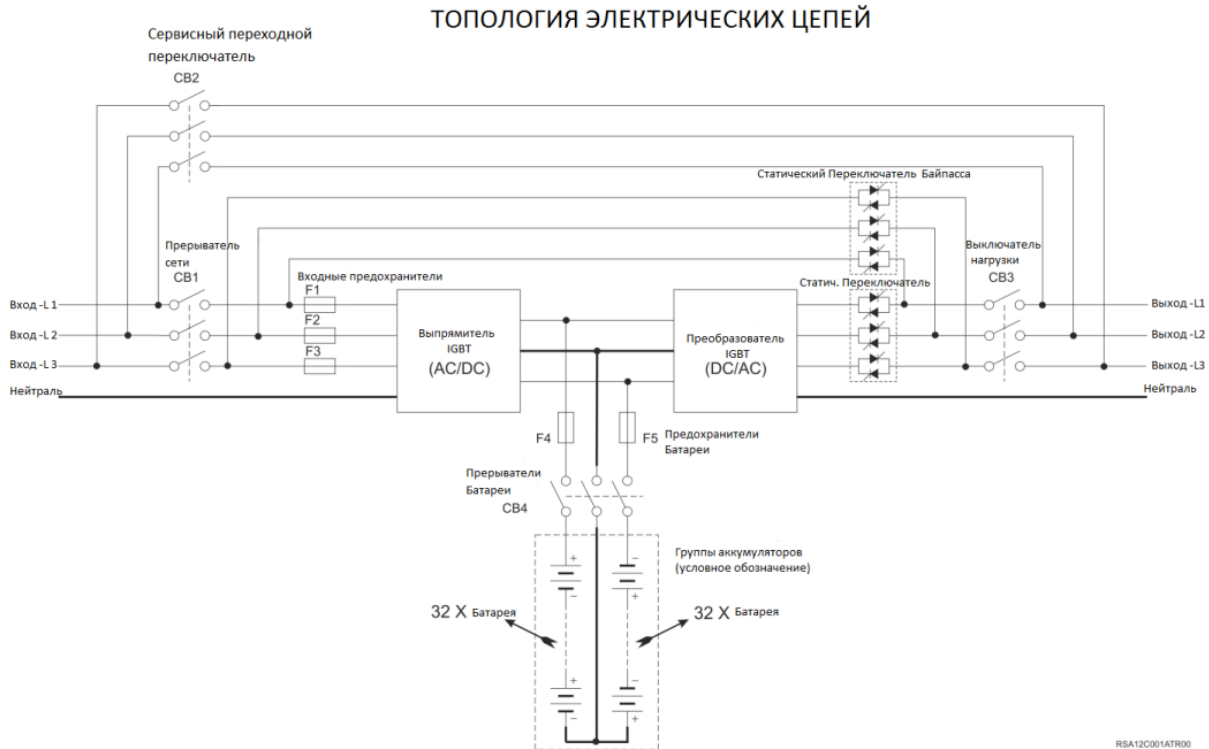 ТОПОЛОГИЯ ЭЛЕКТРИЧЕСКИХ ЦЕПЕЙ
Сервисный переходной
переключатель
CB2
Статический Переключатель Байпасса
Прерыватель
сети
CB1
Входные предохранители
F1
F2
F3
Статич. Переключатель
Выключатель
нагрузки
CB3
Вход -L 1
Вход -L 2
Вход -L 3
Нейтраль
Выпрямитель
IGBT
(AC/DC)
Преобразователь
IGBT
(DC/AC)
Выход -L1
Выход -L2
Выход -L3
Нейтраль
F4
F5
Предохранители
Батареи
Прерыватели
Батареи
CB4
Группы аккумуляторов
(условное обозначение)
+
−
−
+
32 X Батарея
32 X Батарея
+
−
−
+
RSA12C001ATR00